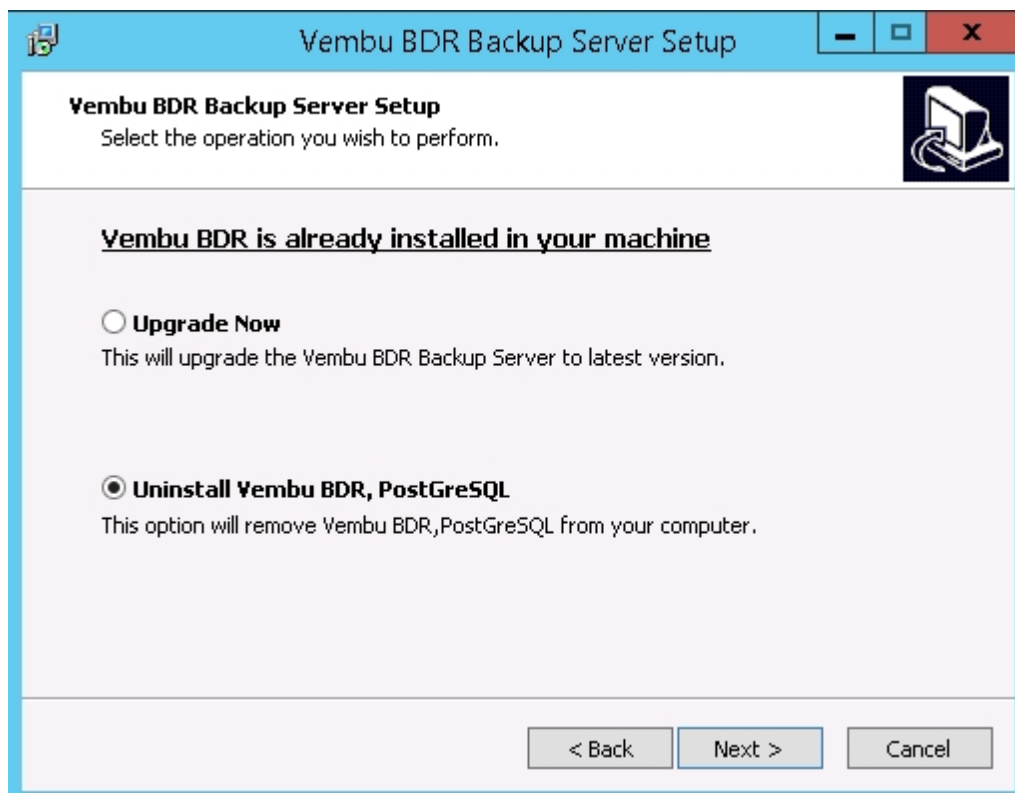 Vembu BDR Backup Server Setup
Vembu BDR Backup Server Setup
Select the operation you wish to perform.
Vembu BDR is already installed in your machine
Upgrade Now
This will upgrade the Vembu BDR Backup Server to latest version.
Uninstall Vembu BDR, PostGreSQL
This option will remove Vembu BDR,PostGreSQL from your computer.
< Back Next > Cancel